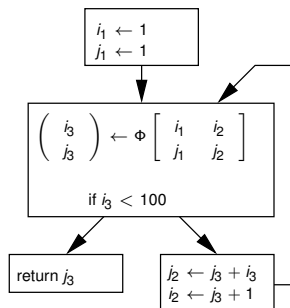 i₁ ← 1
j₁ ← 1
( i₃ ) ← Φ [ i₁ i₂ ]
( j₃ ) [ j₁ j₂ ]
if i₃ < 100
return j₃
j₂ ← j₃ + i₃
i₂ ← j₃ + 1